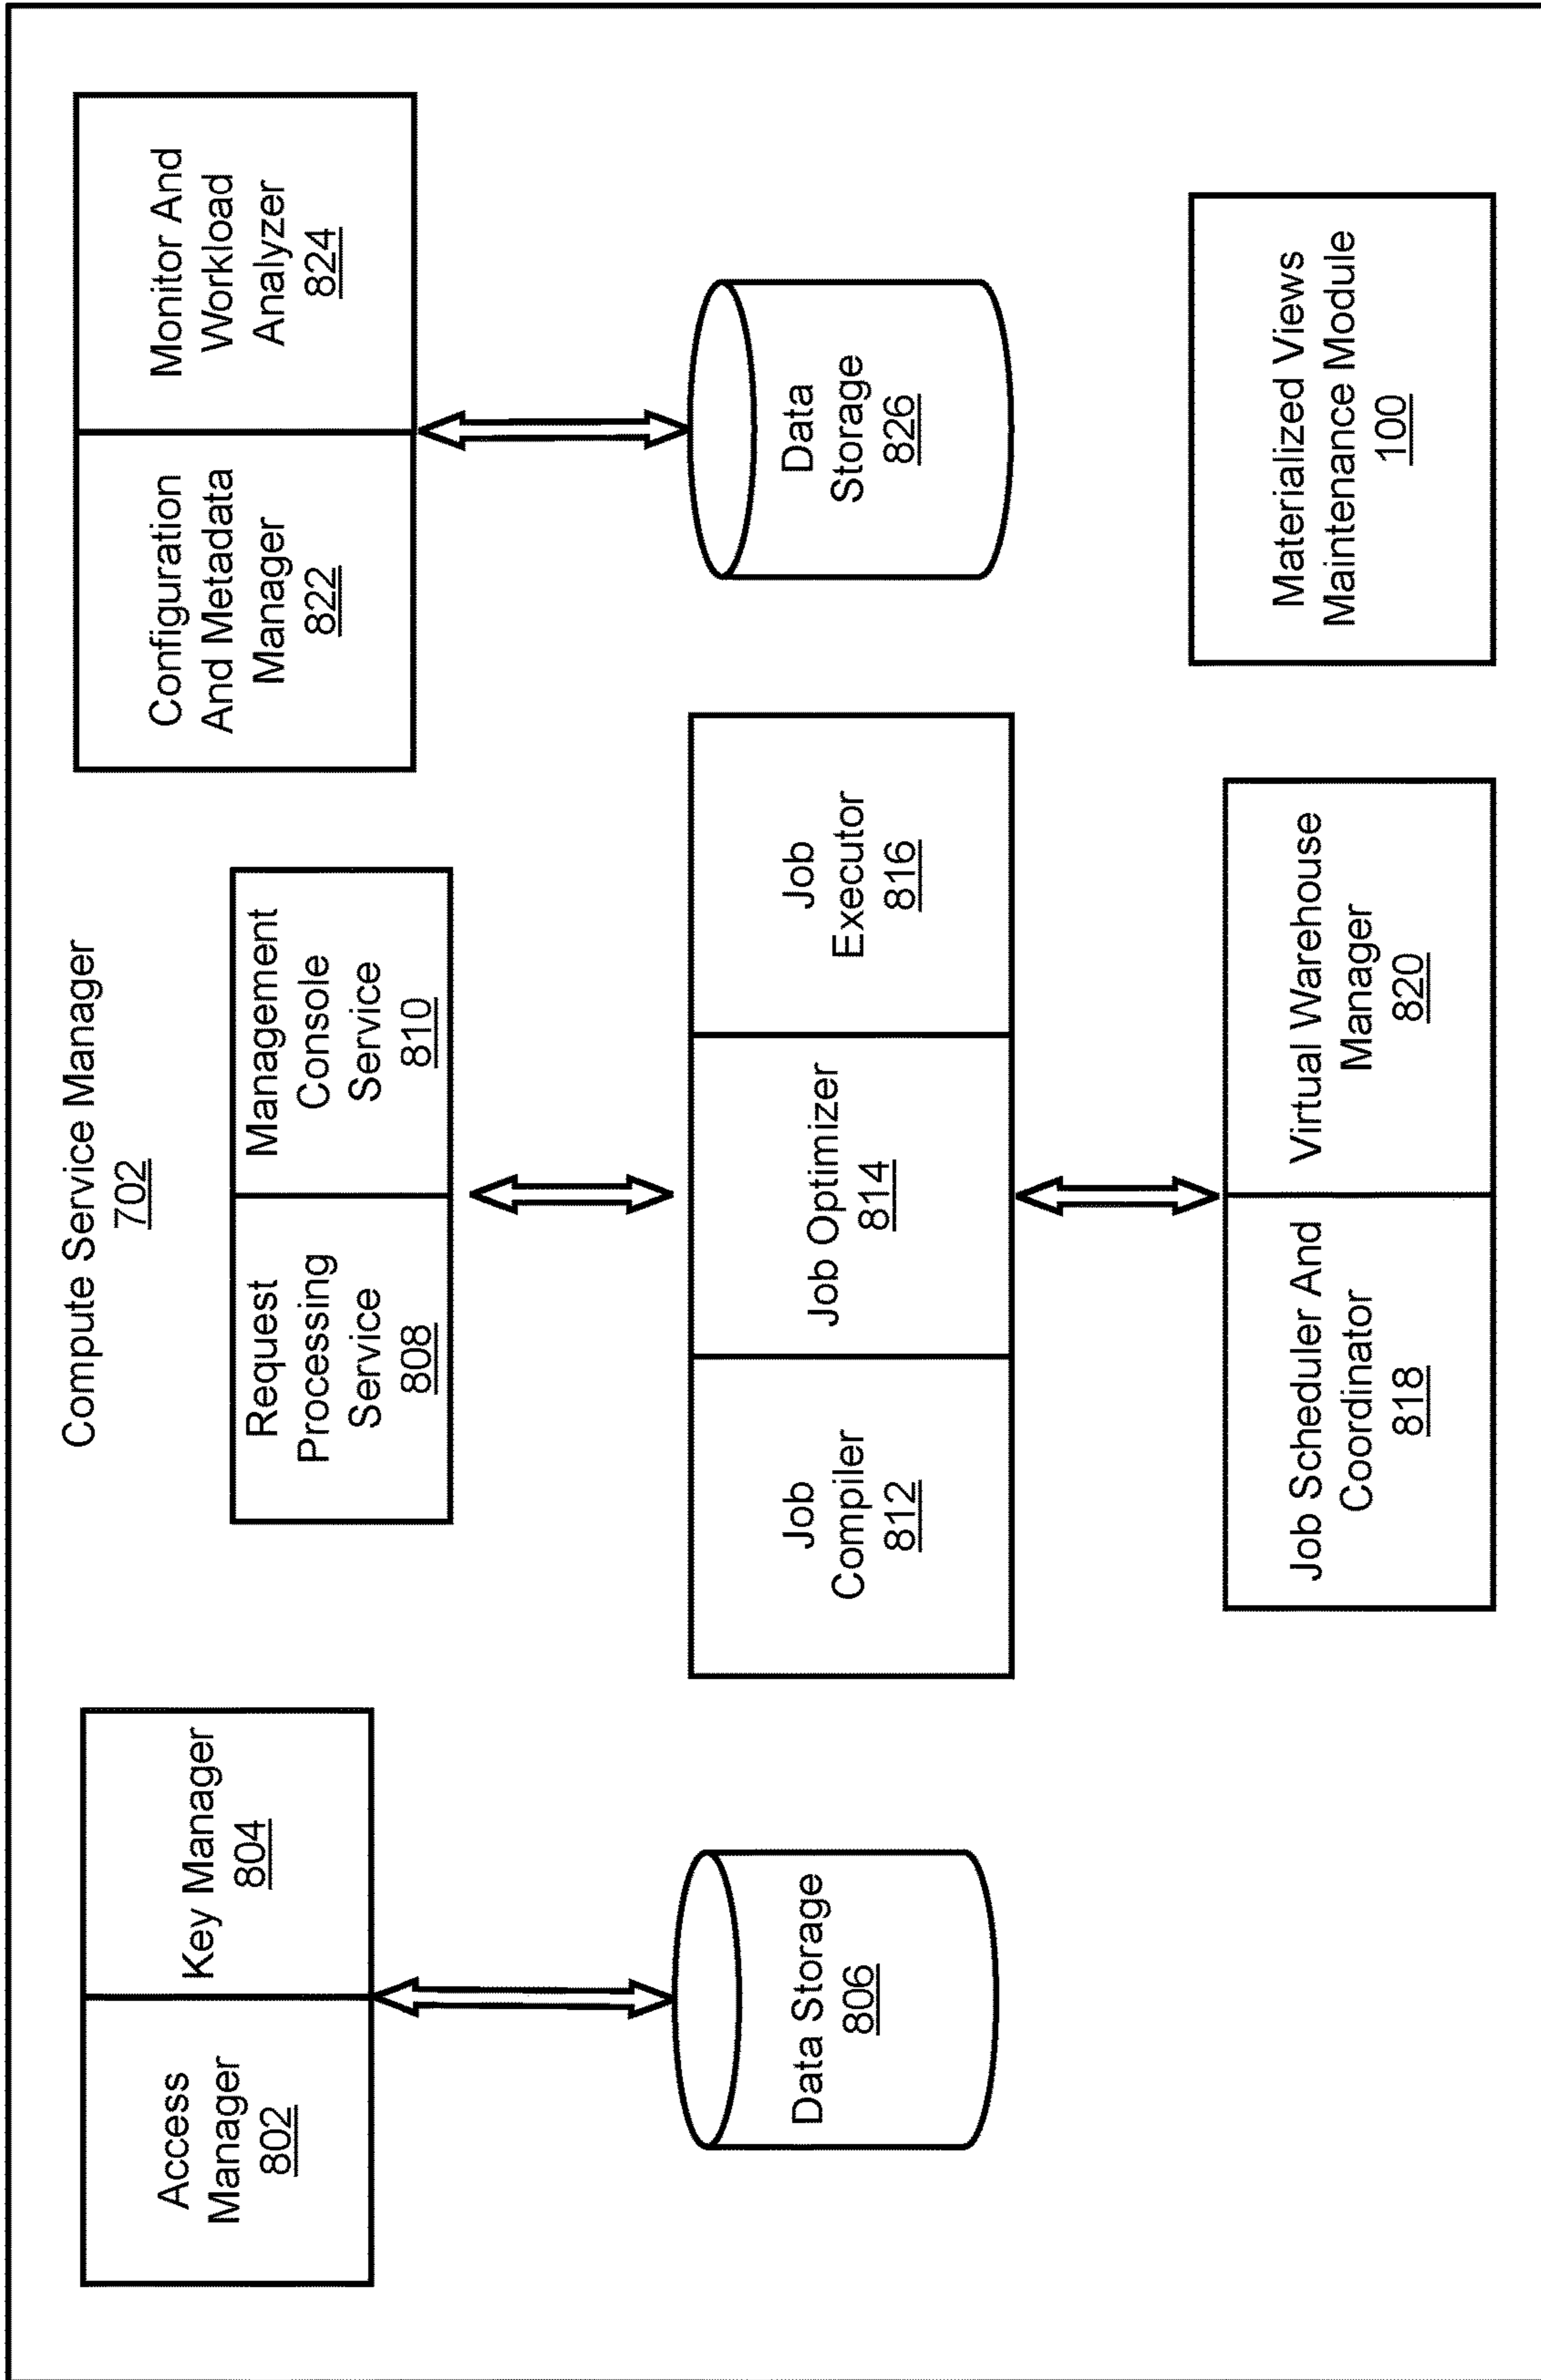 Compute Service Manager
702
Access
Manager
802
Key Manager
804
Request
Processing
Service
808
Management
Console
Service
810
Configuration
And Metadata
Manager
822
Monitor And
Workload
Analyzer
824
Data Storage
806
Job
Compiler
812
Job Optimizer
814
Job
Executor
816
Data
Storage
826
Job Scheduler And
Coordinator
818
Virtual Warehouse
Manager
820
Materialized Views
Maintenance Module
100